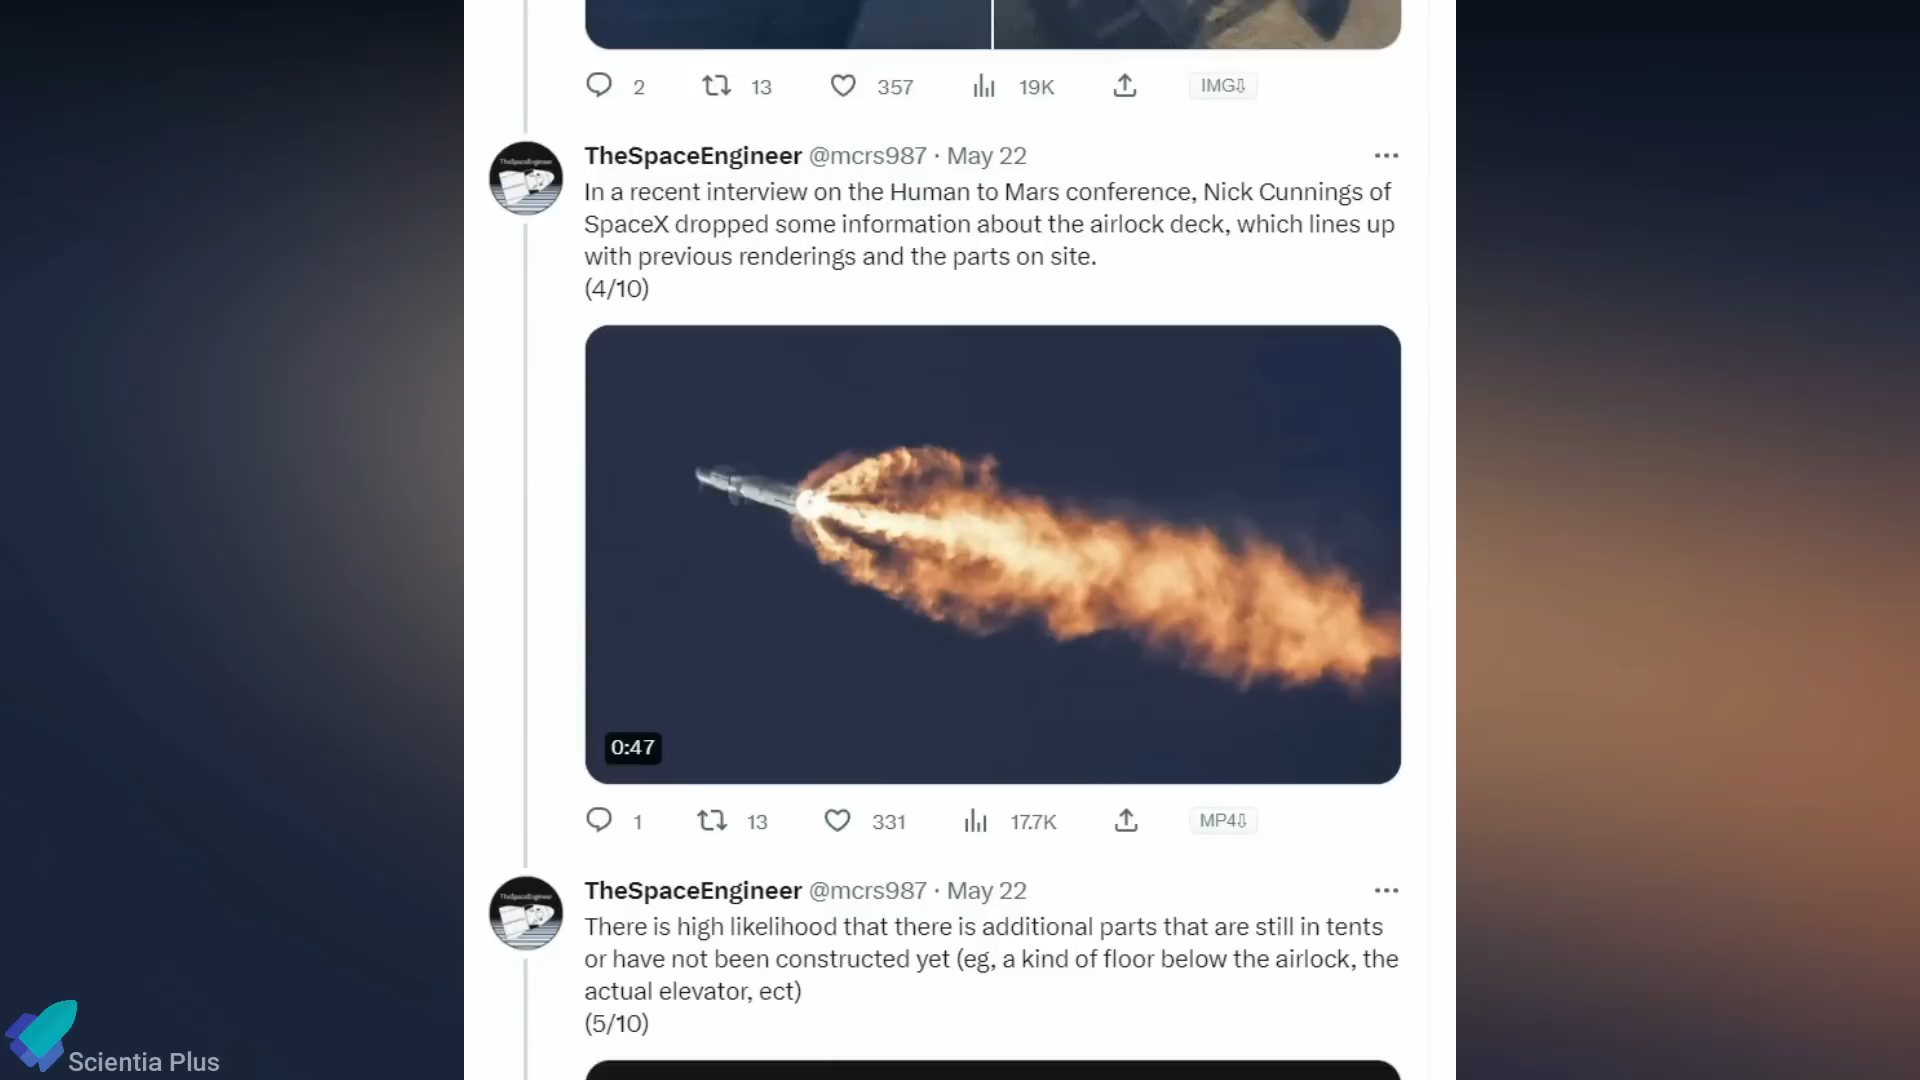 2 13 357 19K IMG⇩
TheSpaceEngineer @mcrs987 · May 22
In a recent interview on the Human to Mars conference, Nick Cunnings of
SpaceX dropped some information about the airlock deck, which lines up
with previous renderings and the parts on site.
(4/10)
0:47
1 13 331 17.7K MP4⇩
TheSpaceEngineer @mcrs987 · May 22
There is high likelihood that there is additional parts that are still in tents
or have not been constructed yet (eg, a kind of floor below the airlock, the
actual elevator, ect)
(5/10)
Scientia Plus